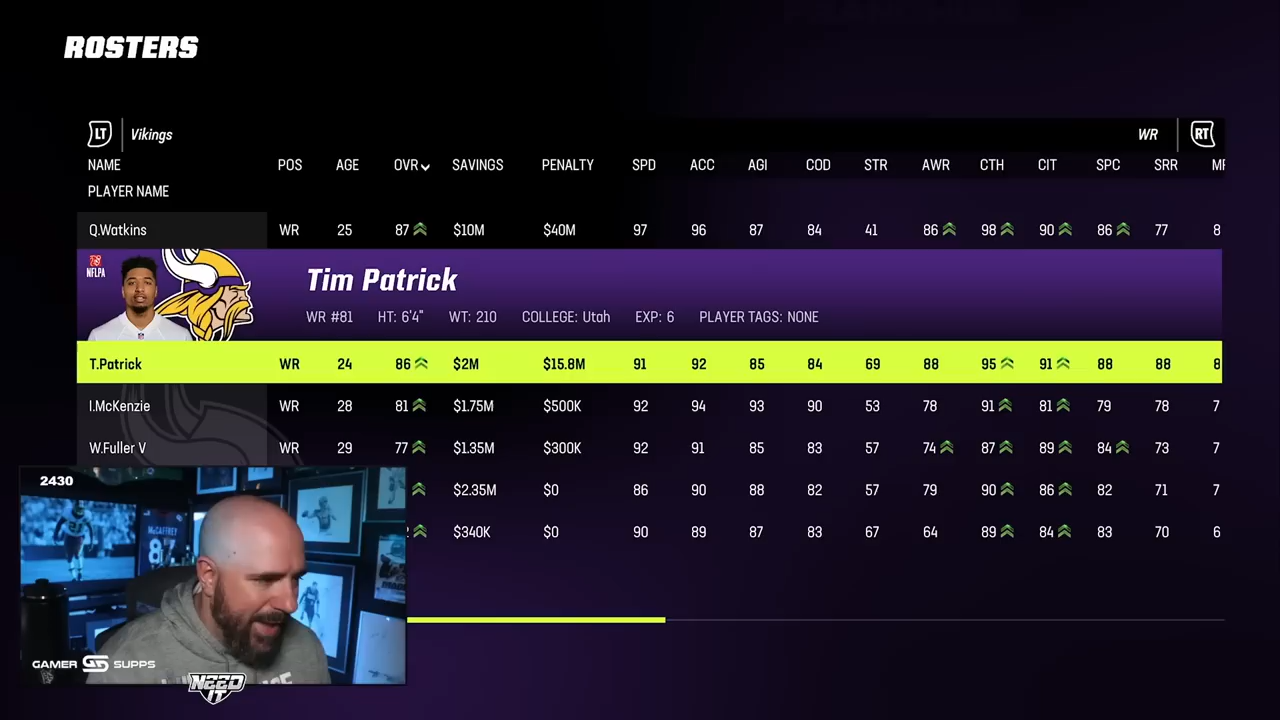 ROSTERS
LT Vikings WR RT
NAME POS AGE OVR SAVINGS PENALTY SPD ACC AGI COD STR AWR CTH CIT SPC SRR
PLAYER NAME
Q.Watkins WR 25 87 $10M $40M 97 96 87 84 41 86 98 90 86 77 8
NFLPA
Tim Patrick
WR #81 HT: 6'4" WT: 210 COLLEGE: Utah EXP: 6 PLAYER TAGS: NONE
T.Patrick WR 24 86 $2M $15.8M 91 92 85 84 69 88 95 91 88 88 8
I.McKenzie WR 28 81 $1.75M $500K 92 94 93 90 53 78 91 81 79 78 7
W.Fuller V WR 29 77 $1.35M $300K 92 91 85 83 57 74 87 89 84 73 7
$2.35M $0 86 90 88 82 57 79 90 86 82 71 7
$340K $0 90 89 87 83 67 64 89 84 83 70 6
2430
McCAFFREY
GAMER SUPPS
NEED IT